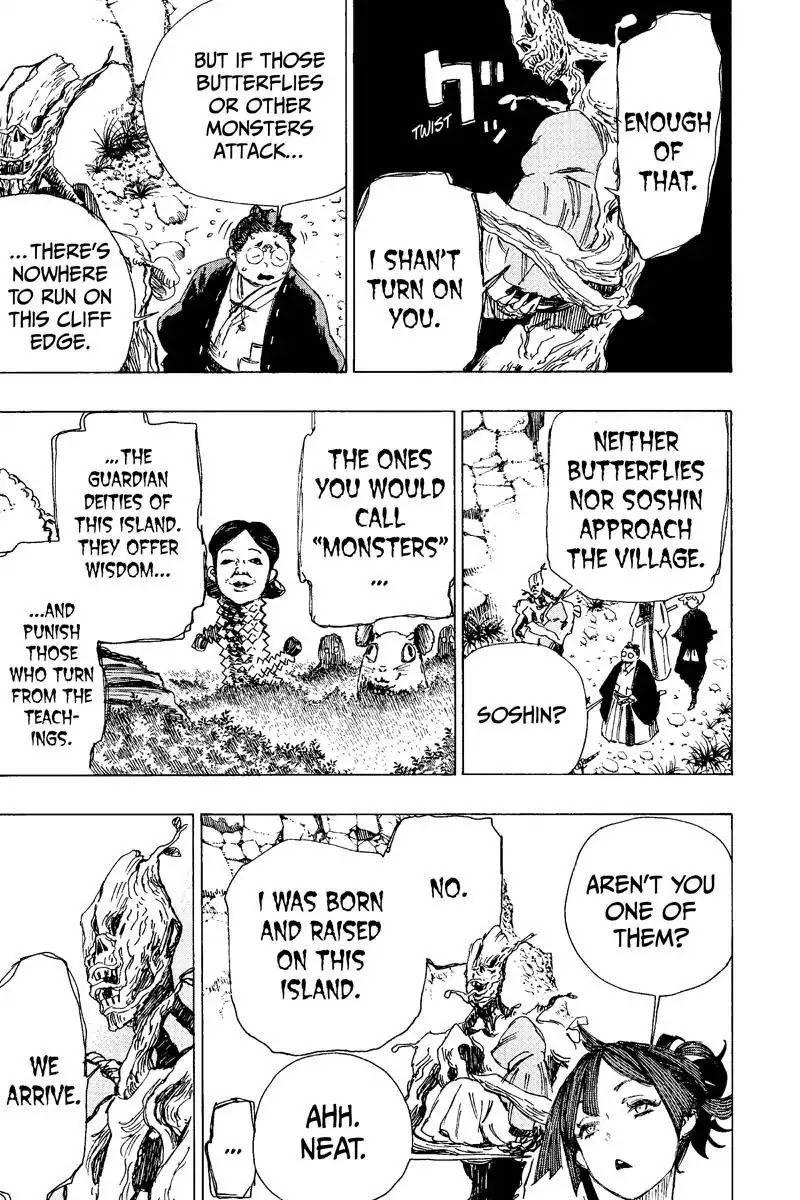 ENOUGH
OF
THAT.
グ"
TWIST
I SHAN'T
TURN ON
YOU.
BUT IF THOSE
BUTTERFLIES
OR OTHER
MONSTERS
ATTACK...
...THERE'S
NOWHERE
TO RUN ON
THIS CLIFF
EDGE.
NEITHER
BUTTERFLIES
NOR SOSHIN
APPROACH
THE VILLAGE.
SOSHIN?
THE ONES
YOU WOULD
CALL
"MONSTERS"
...
...THE
GUARDIAN
DEITIES OF
THIS ISLAND.
THEY OFFER
WISDOM...
...AND
PUNISH
THOSE
WHO TURN
FROM THE
TEACH-
INGS.
AREN'T YOU
ONE OF
THEM?
NO.
I WAS BORN
AND RAISED
ON THIS
ISLAND.
AHH.
NEAT.
...
WE
ARRIVE.